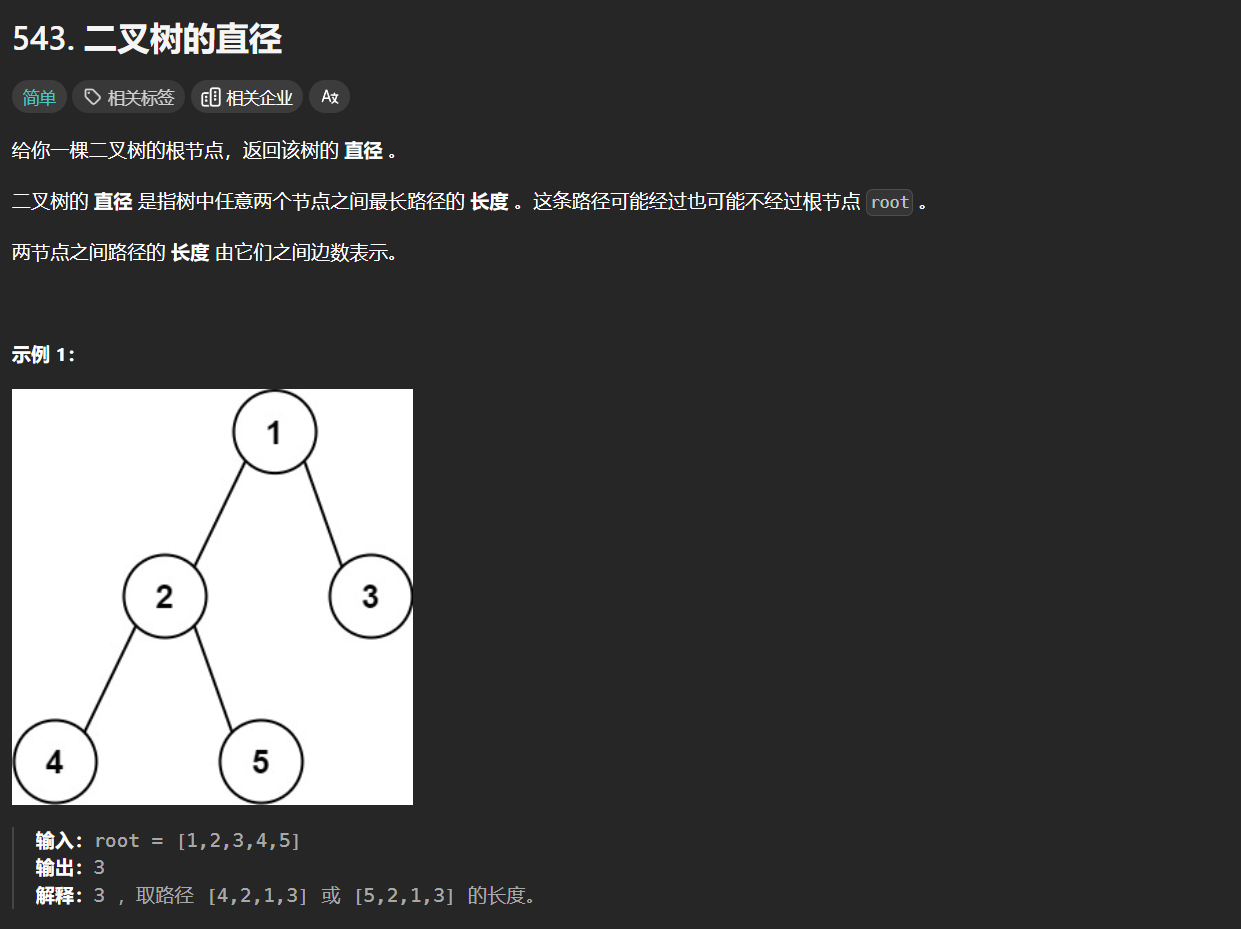 543. 二叉树的直径
简单 相关标签 相关企业 A文
给你一棵二叉树的根节点，返回该树的 直径 。
二叉树的 直径 是指树中任意两个节点之间最长路径的 长度 。这条路径可能经过也可能不经过根节点 root 。
两节点之间路径的 长度 由它们之间边数表示。
示例 1：
1
2 3
4 5
输入：root = [1,2,3,4,5]
输出：3
解释：3 ，取路径 [4,2,1,3] 或 [5,2,1,3] 的长度。